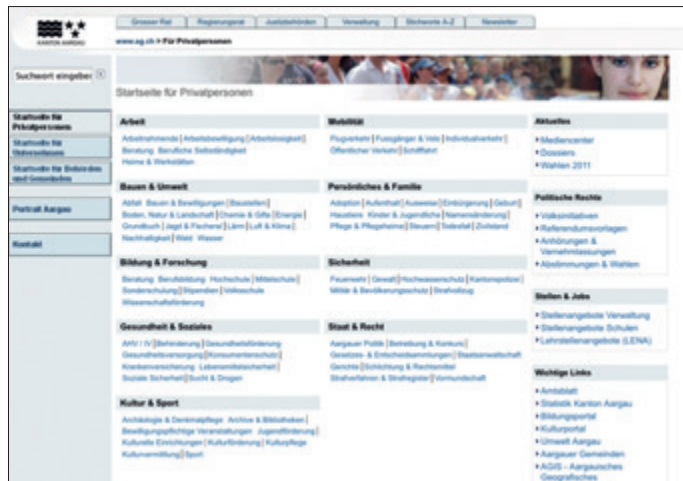 Grosser Rat Regierungsrat Justizbehörden Verwaltung Stichworte A-Z Newsletter
KANTON AARGAU
www.ag.ch > Für Privatpersonen
Suchwort eingeben
Startseite für Privatpersonen
Startseite für
Privatpersonen
Startseite für
Unternehmen
Startseite für Behörden
und Gemeinden
Portrait Aargau
Kontakt
Arbeit
Arbeitnehmende | Arbeitsbewilligung | Arbeitslosigkeit |
Beratung Berufliche Selbständigkeit
Heime & Werkstätten
Bauen & Umwelt
Abfall Bauen & Bewilligungen | Baustellen |
Boden, Natur & Landschaft | Chemie & Gifte | Energie |
Grundbuch | Jagd & Fischerei | Lärm | Luft & Klima |
Nachhaltigkeit | Wald Wasser
Bildung & Forschung
Beratung Berufsbildung Hochschule | Mittelschule |
Sonderschulung | Stipendien | Volksschule
Wissenschaftsförderung
Gesundheit & Soziales
AHV / IV | Behinderung | Gesundheitsförderung
Gesundheitsversorgung | Konsumentenschutz |
Krankenversicherung Lebensmittelsicherheit |
Soziale Sicherheit | Sucht & Drogen
Kultur & Sport
Archäologie & Denkmalpflege Archive & Bibliotheken |
Bewilligungspflichtige Veranstaltungen Jugendförderung |
Kulturelle Einrichtungen | Kulturförderung | Kulturpflege
Kulturvermittlung | Sport
Mobilität
Flugverkehr | Fussgänger & Velo | Individualverkehr |
Öffentlicher Verkehr | Schifffahrt
Persönliches & Familie
Adoption | Aufenthalt | Ausweise | Einbürgerung | Geburt |
Haustiere Kinder & Jugendliche | Namensänderung |
Pflege & Pflegeheime | Steuern | Todesfall | Zivilstand
Sicherheit
Feuerwehr | Gewalt | Hochwasserschutz | Kantonspolizei |
Militär & Bevölkerungsschutz | Strafvollzug
Staat & Recht
Aargauer Politik | Betreibung & Konkurs |
Gesetzes- & Entscheidsammlungen | Staatsanwaltschaft
Gerichte | Schlichtung & Rechtsmittel
Strafverfahren & Strafregister | Vormundschaft
Aktuelles
Mediencenter
Dossiers
Wahlen 2011
Politische Rechte
Volksinitiativen
Referendumsvorlagen
Anhörungen &
Vernehmlassungen
Abstimmungen & Wahlen
Stellen & Jobs
Stellenangebote Verwaltung
Stellenangebote Schulen
Lehrstellenangebote (LENA)
Wichtige Links
Amtsblatt
Statistik Kanton Aargau
Bildungsportal
Kulturportal
Umwelt Aargau
Aargauer Gemeinden
AGIS - Aargauisches
Geografisches